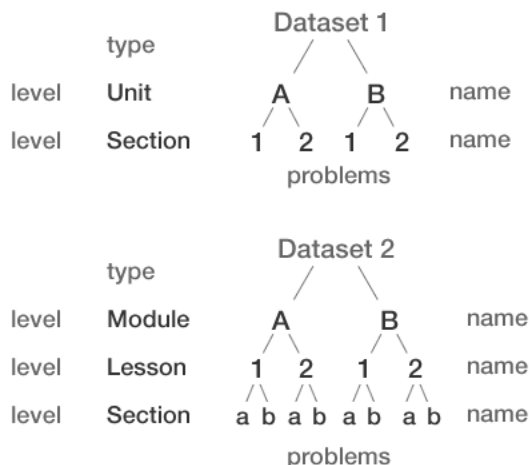 Dataset 1
type
level Unit A B name
level Section 1 2 1 2 name
problems
Dataset 2
type
level Module A B name
level Lesson 1 2 1 2 name
level Section a b a b a b a b name
problems